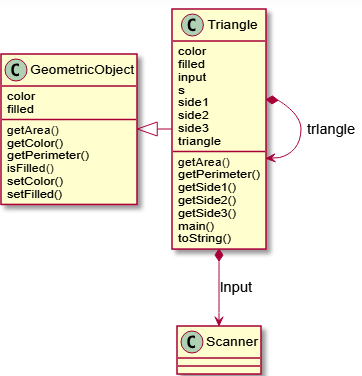 C GeometricObject
color
filled
getArea()
getColor()
getPerimeter()
isFilled()
setColor()
setFilled()
C Triangle
color
filled
input
s
side1
side2
side3
triangle
getArea()
getPerimeter()
getSide1()
getSide2()
getSide3()
main()
toString()
triangle
Input
C Scanner